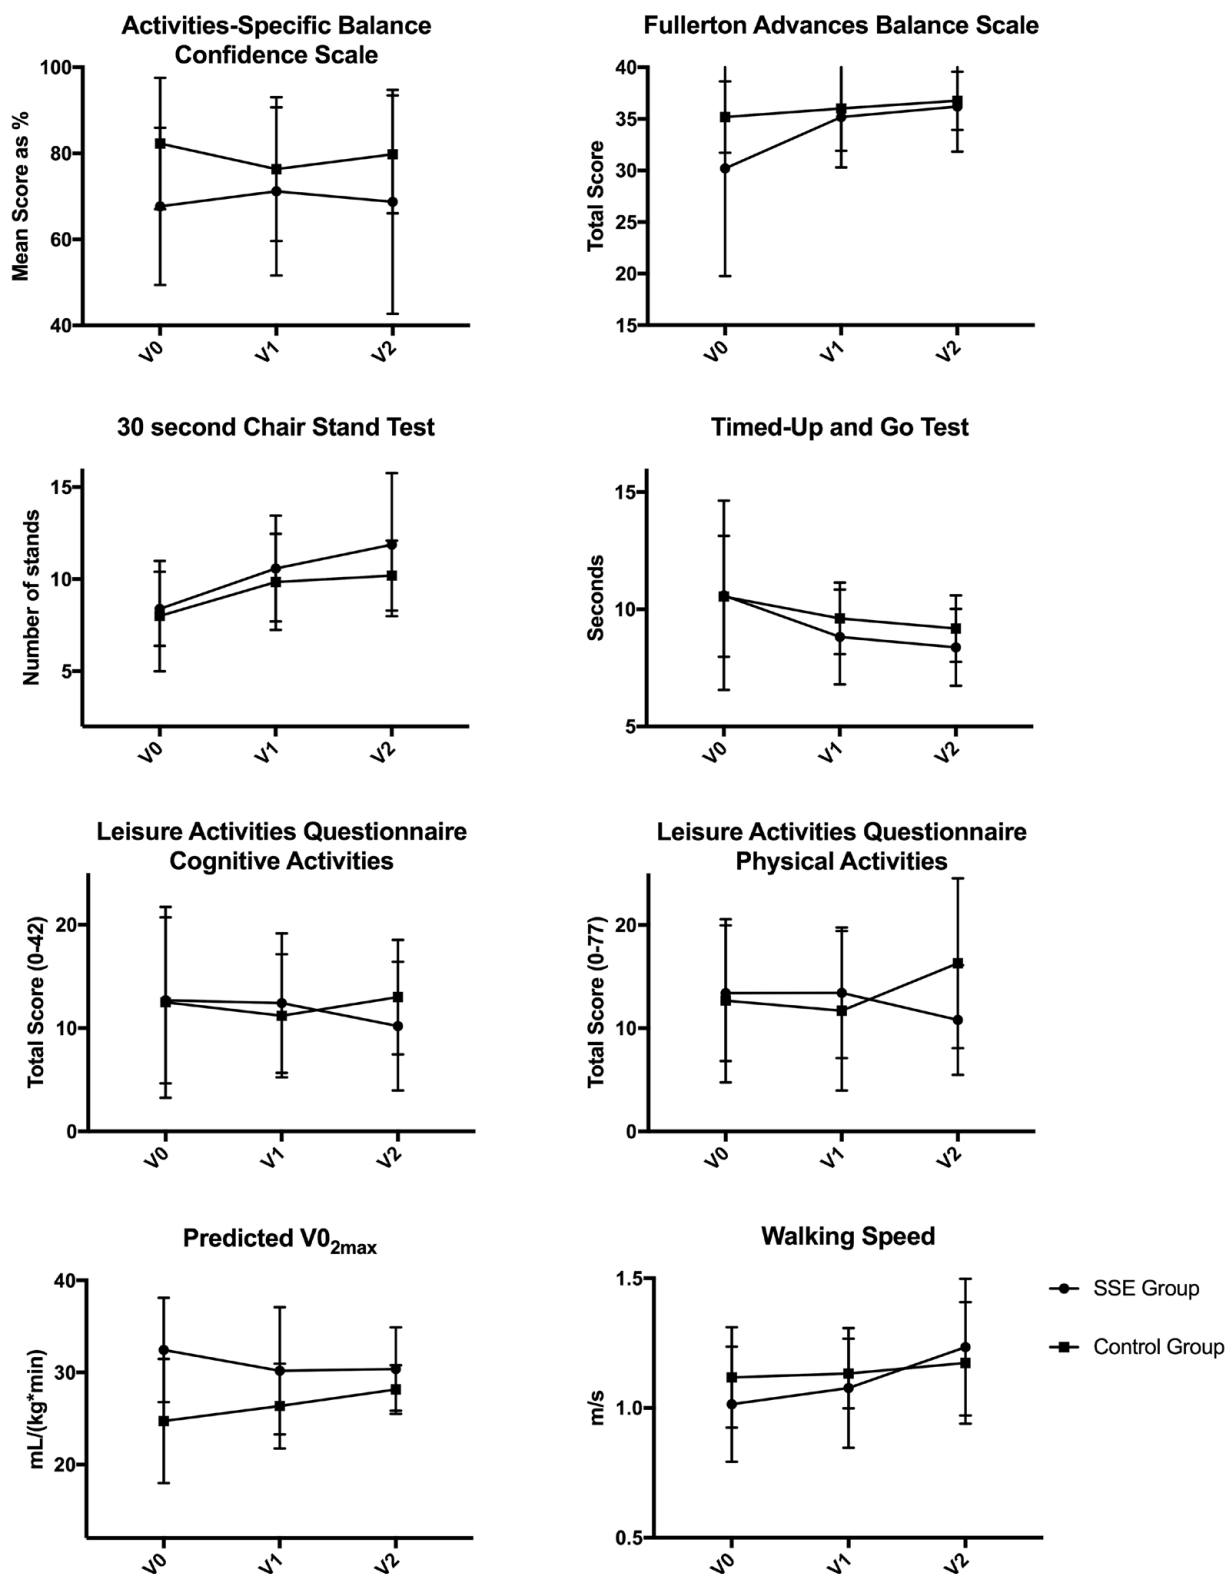 Activities-Specific Balance
Confidence Scale
Mean Score as %
100
80
60
40
V0
V1
V2
Fullerton Advances Balance Scale
Total Score
40
35
30
25
20
15
V0
V1
V2
30 second Chair Stand Test
Number of stands
15
10
5
V0
V1
V2
Timed-Up and Go Test
Seconds
15
10
5
V0
V1
V2
Leisure Activities Questionnaire
Cognitive Activities
Total Score (0-42)
20
10
0
V0
V1
V2
Leisure Activities Questionnaire
Physical Activities
Total Score (0-77)
20
10
0
V0
V1
V2
Predicted V02max
mL/(kg*min)
40
30
20
V0
V1
V2
Walking Speed
m/s
1.5
1.0
0.5
V0
V1
V2
SSE Group
Control Group